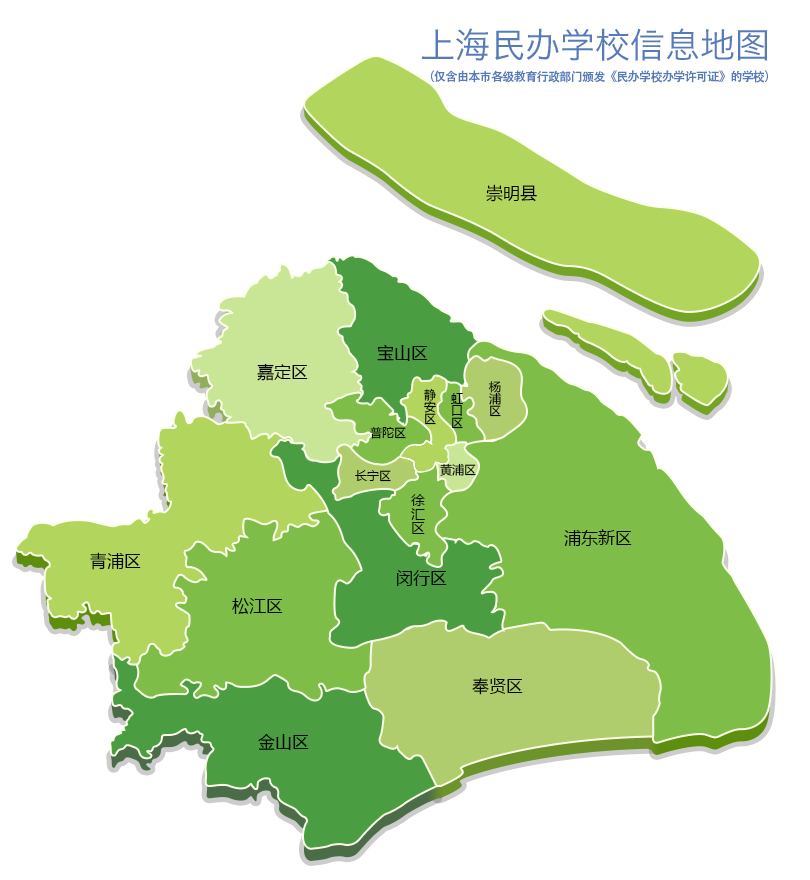 上海民办学校信息地图
（仅含由本市各级教育行政部门颁发《民办学校办学许可证》的学校）
崇明县
宝山区
嘉定区
杨浦区
静安区
虹口区
普陀区
黄浦区
长宁区
徐汇区
浦东新区
青浦区
闵行区
松江区
奉贤区
金山区